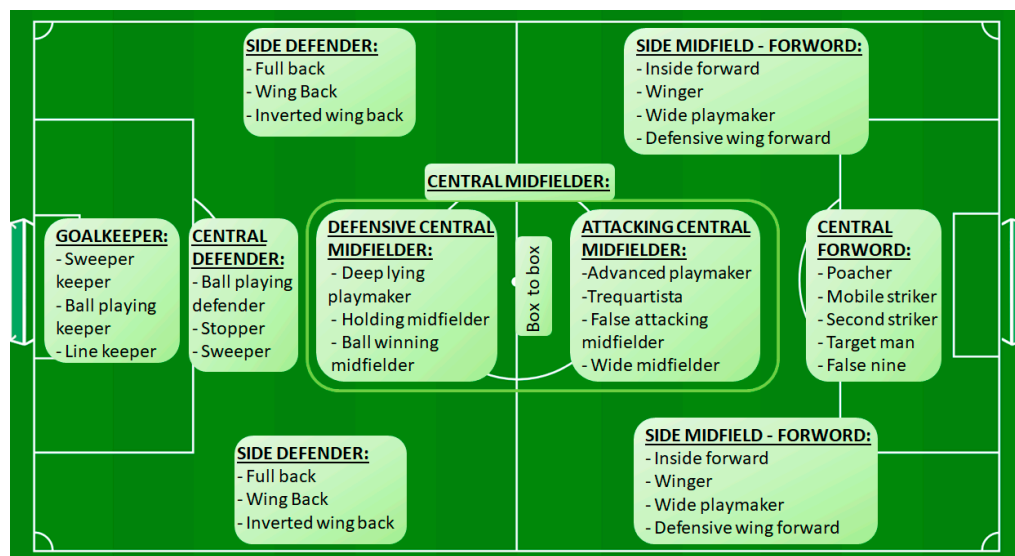 SIDE DEFENDER:
- Full back
- Wing Back
- Inverted wing back
SIDE MIDFIELD - FORWORD:
- Inside forward
- Winger
- Wide playmaker
- Defensive wing forward
CENTRAL MIDFIELDER:
GOALKEEPER:
- Sweeper
keeper
- Ball playing
keeper
- Line keeper
CENTRAL
DEFENDER:
- Ball playing
defender
- Stopper
- Sweeper
DEFENSIVE CENTRAL
MIDFIELDER:
- Deep lying
playmaker
- Holding midfielder
- Ball winning
midfielder
Box to box
ATTACKING CENTRAL
MIDFIELDER:
-Advanced playmaker
-Trequartista
- False attacking
midfielder
- Wide midfielder
CENTRAL
FORWORD:
- Poacher
- Mobile striker
- Second striker
- Target man
- False nine
SIDE DEFENDER:
- Full back
- Wing Back
- Inverted wing back
SIDE MIDFIELD - FORWORD:
- Inside forward
- Winger
- Wide playmaker
- Defensive wing forward